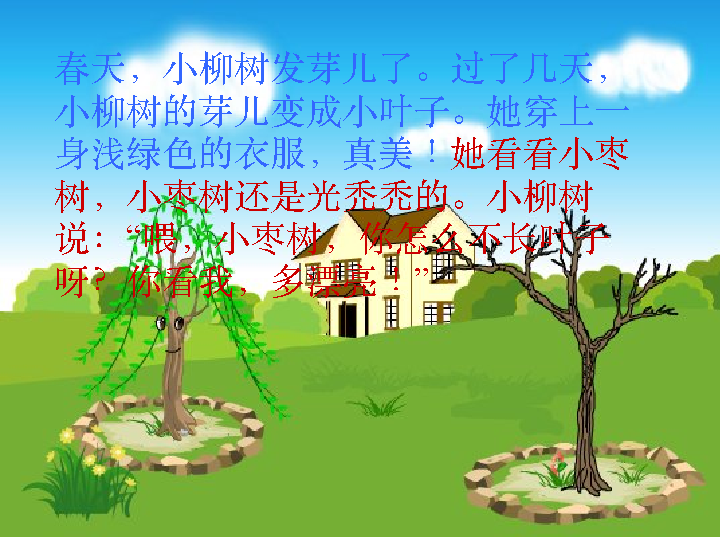 春天，小柳树发芽儿了。过了几天，
小柳树的芽儿变成小叶子。她穿上一
身浅绿色的衣服，真美！她看看小枣
树，小枣树还是光秃秃的。小柳树
说：“喂，小枣树，你怎么不长叶子
呀？你看我，多漂亮！”